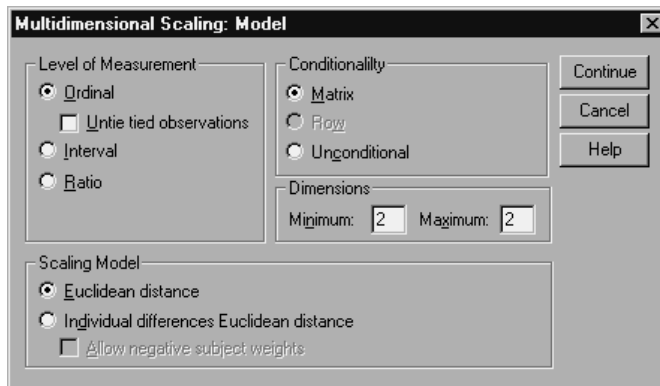 Multidimensional Scaling: Model
Level of Measurement
Ordinal
Untie tied observations
Interval
Ratio
Conditionalilty
Matrix
Row
Unconditional
Dimensions
Minimum: 2 Maximum: 2
Scaling Model
Euclidean distance
Individual differences Euclidean distance
Allow negative subject weights
Continue
Cancel
Help